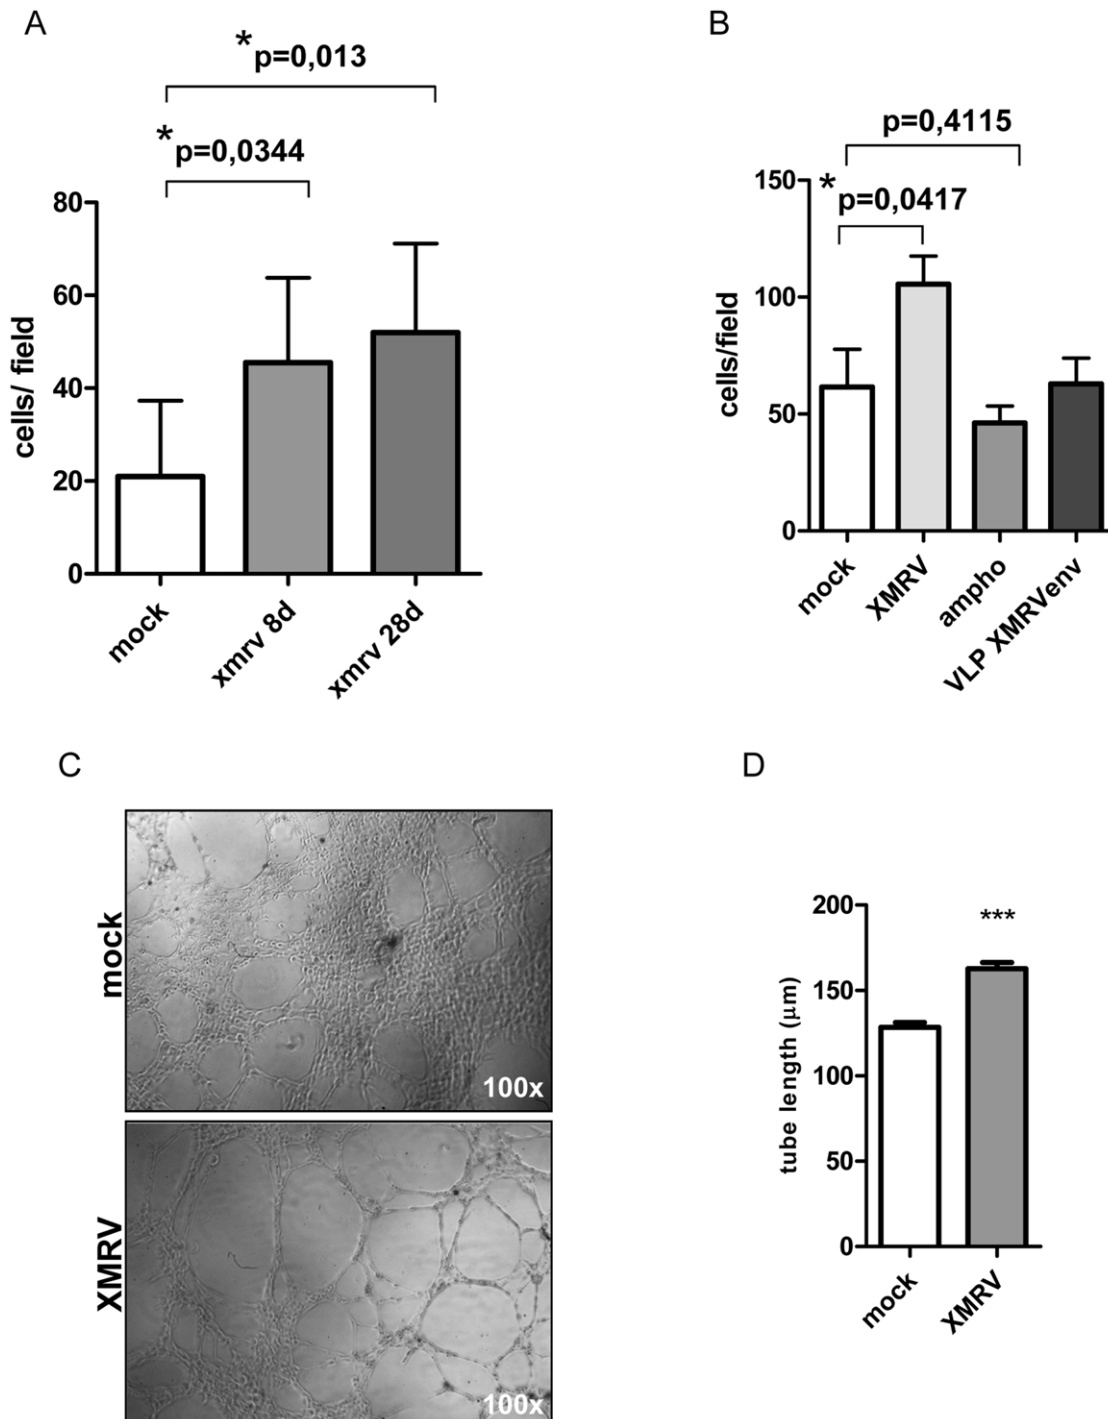 A
*p=0,013
*p=0,0344
80
60
40
20
0
cells/ field
mock
xmrv 8d
xmrv 28d
B
p=0,4115
*p=0,0417
150
100
50
0
cells/field
mock
XMRV
ampho
VLP XMRVenv
C
mock
100x
XMRV
100x
D
200
150
100
50
0
tube length (μm)
***
mock
XMRV